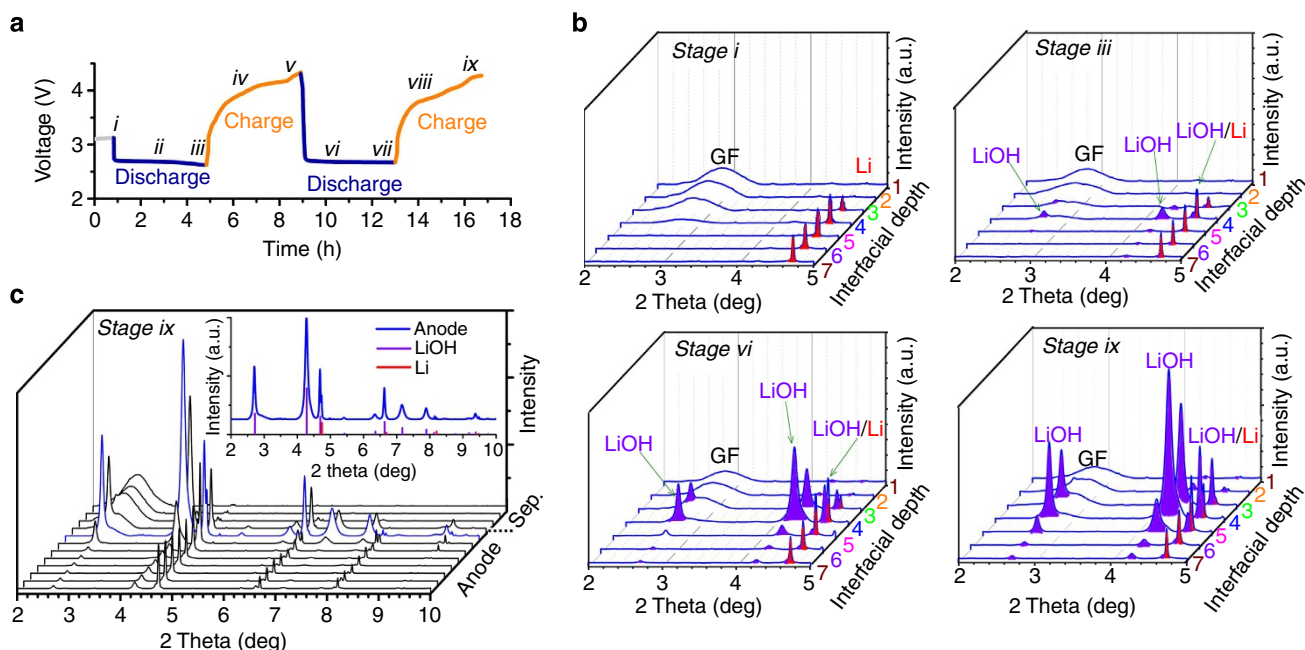 a
Voltage (V)
4
3
2
i
ii
iii
iv
v
vi
vii
viii
ix
Discharge
Charge
Discharge
Charge
0 2 4 6 8 10 12 14 16 18
Time (h)
b
Stage i
GF
Li
Intensity (a.u.)
1
2
3
4
5
6
7
Interfacial depth
2 3 4 5
2 Theta (deg)
Stage iii
LiOH
GF
LiOH
LiOH/Li
Intensity (a.u.)
1
2
3
4
5
6
7
Interfacial depth
2 3 4 5
2 Theta (deg)
Stage vi
LiOH
GF
LiOH
LiOH/Li
Intensity (a.u.)
1
2
3
4
5
6
7
Interfacial depth
2 3 4 5
2 Theta (deg)
Stage ix
LiOH
GF
LiOH
LiOH/Li
Intensity (a.u.)
1
2
3
4
5
6
7
Interfacial depth
2 3 4 5
2 Theta (deg)
c
Stage ix
Intensity (a.u.)
Anode
LiOH
Li
2 3 4 5 6 7 8 9 10
2 theta (deg)
Intensity
Sep.
Anode
2 3 4 5 6 7 8 9 10
2 Theta (deg)